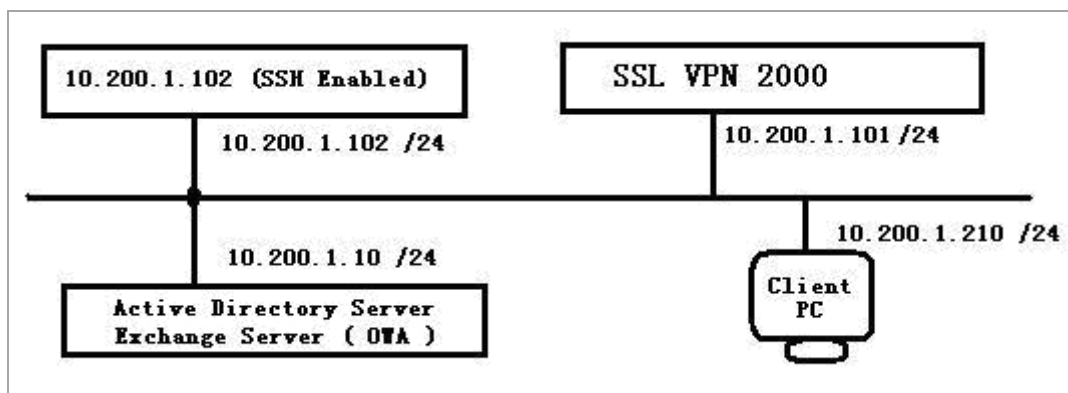 10.200.1.102 (SSH Enabled)
SSL VPN 2000
10.200.1.102 /24
10.200.1.101 /24
10.200.1.10 /24
10.200.1.210 /24
Active Directory Server
Exchange Server ( OWA )
Client
PC